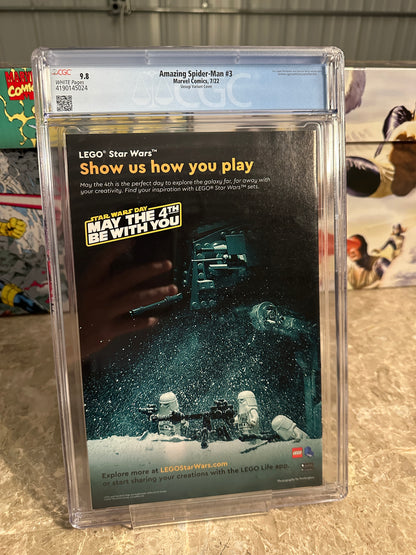 CGC
9.8
WHITE Pages
4190145024
Amazing Spider-Man #3
Marvel Comics, 7/22
Unsup Variant Cover
LEGO® Star Wars™
Show us how you play
May the 4th is the perfect day to explore the galaxy far, far away with
your creativity. Find your inspiration with LEGO® Star Wars™ sets.
STAR WARS DAY
MAY THE 4TH
BE WITH YOU
LEGO
Explore more at LEGOStarWars.com
or start sharing your creations with the LEGO Life app.